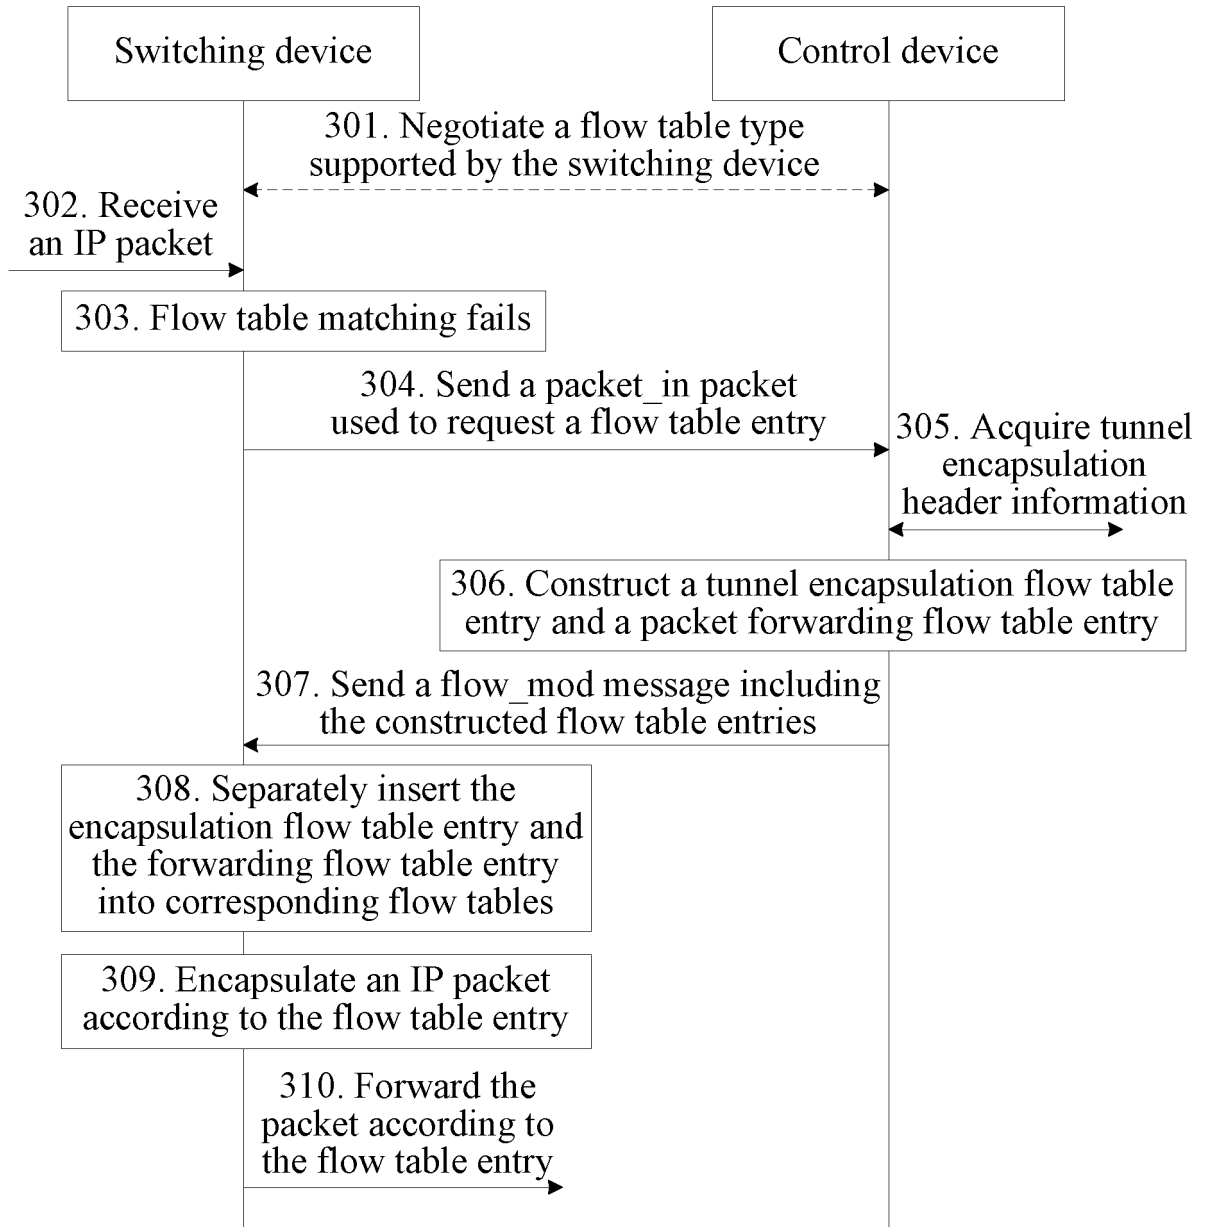 Switching device
Control device
301. Negotiate a flow table type
supported by the switching device
302. Receive
an IP packet
303. Flow table matching fails
304. Send a packet_in packet
used to request a flow table entry
305. Acquire tunnel
encapsulation
header information
306. Construct a tunnel encapsulation flow table
entry and a packet forwarding flow table entry
307. Send a flow_mod message including
the constructed flow table entries
308. Separately insert the
encapsulation flow table entry and
the forwarding flow table entry
into corresponding flow tables
309. Encapsulate an IP packet
according to the flow table entry
310. Forward the
packet according to
the flow table entry